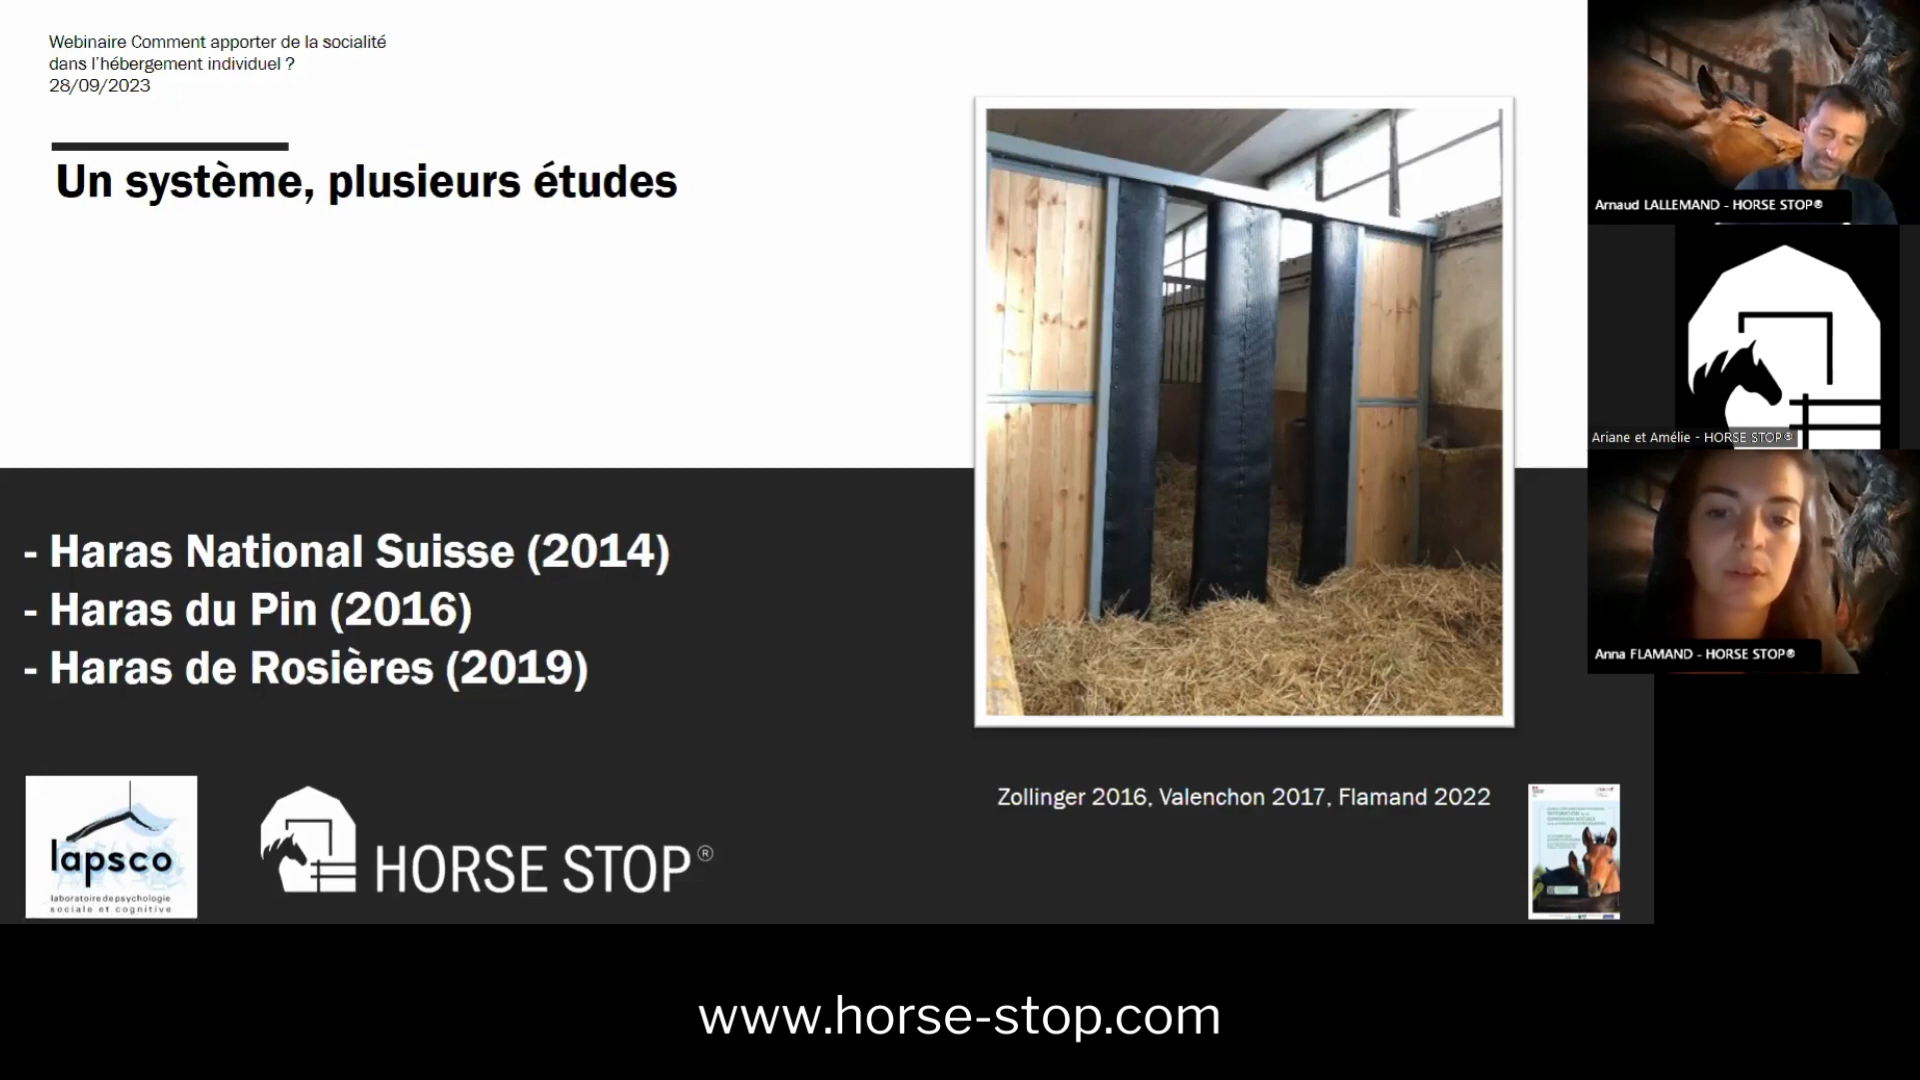 Webinaire Comment apporter de la socialité
dans l'hébergement individuel ?
28/09/2023
Un système, plusieurs études
- Haras National Suisse (2014)
- Haras du Pin (2016)
- Haras de Rosières (2019)
Zollinger 2016, Valenchon 2017, Flamand 2022
lapsco
laboratoire de psychologie
sociale et cognitive
HORSE STOP®
Arnaud LALLEMAND - HORSE STOP®
Ariane et Amélie - HORSE STOP®
Anna FLAMAND - HORSE STOP®
www.horse-stop.com